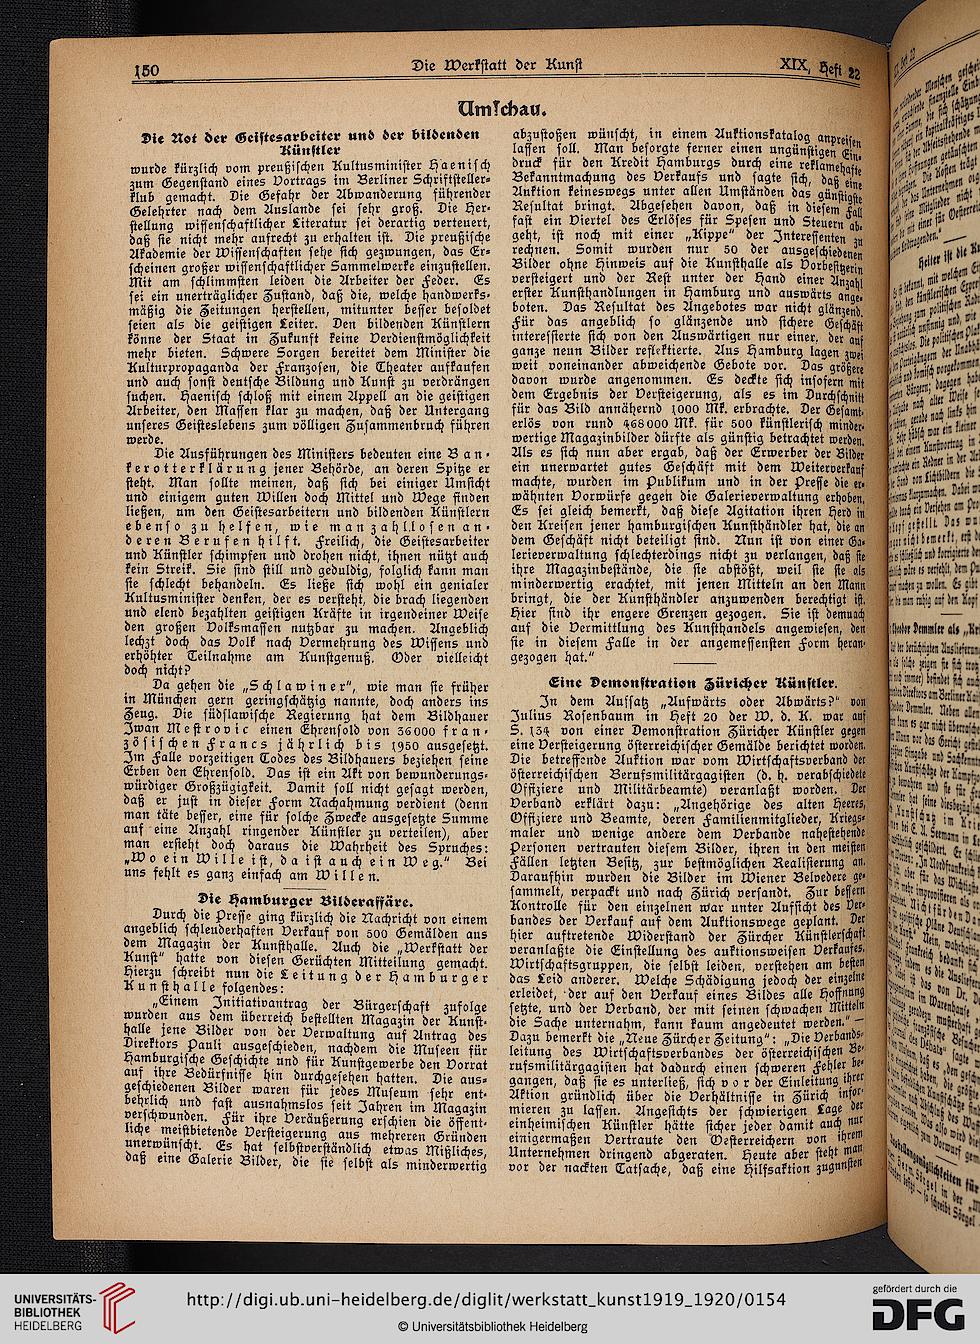 150
Die Werkstatt der Kunst
XIX, Heft 22
Umschau.
Die Not der Geistesarbeiter und der bildenden
Künstler
wurde kürzlich vom preußischen Kultusminister Haenisch
zum Gegenstand eines Vortrags im Berliner Schriftsteller-
klub gemacht. Die Gefahr der Abwanderung führender
Gelehrter nach dem Auslande sei sehr groß. Die Her-
stellung wissenschaftlicher Literatur sei derartig verteuert,
daß sie nicht mehr aufrecht zu erhalten ist. Die preußische
Akademie der Wissenschaften sehe sich gezwungen, das Er-
scheinen großer wissenschaftlicher Sammelwerke einzustellen.
Mit am schlimmsten leiden die Arbeiter der Feder. Es
sei ein unerträglicher Zustand, daß die, welche handwerks-
mäßig die Zeitungen herstellen, mitunter besser besoldet
seien als die geistigen Leiter. Den bildenden Künstlern
könne der Staat in Zukunft keine Verdienstmöglichkeit
mehr bieten. Schwere Sorgen bereitet dem Minister die
Kulturpropaganda der Franzosen, die Theater aufkaufen
und auch sonst deutsche Bildung und Kunst zu verdrängen
suchen. Haenisch schloß mit einem Appell an die geistigen
Arbeiter, den Massen klar zu machen, daß der Untergang
unseres Geisteslebens zum völligen Zusammenbruch führen
werde.
Die Ausführungen des Ministers bedeuten eine Ban-
kerotterklärung jener Behörde, an deren Spitze er
steht. Man sollte meinen, daß sich bei einiger Umsicht
und einigem guten Willen doch Mittel und Wege finden
ließen, um den Geistesarbeitern und bildenden Künstlern
ebenso zu helfen, wie man zahllosen an-
deren Berufen hilft. Freilich, die Geistesarbeiter
und Künstler schimpfen und drohen nicht, ihnen nützt auch
kein Streik. Sie sind still und geduldig, folglich kann man
sie schlecht behandeln. Es ließe sich wohl ein genialer
Kultusminister denken, der es versteht, die brach liegenden
und elend bezahlten geistigen Kräfte in irgendeiner Weise
den großen Volksmassen nutzbar zu machen. Angeblich
lechzt doch das Volk nach Vermehrung des Wissens und
erhöhter Teilnahme am Kunstgenuß. Oder vielleicht
doch nicht?
Da gehen die „Schlawiner“, wie man sie früher
in München gern geringschätzig nannte, doch anders ins
Zeug. Die südslawische Regierung hat dem Bildhauer
Iwan Mestrovic einen Ehrensold von 36000 fran-
zösischen Francs jährlich bis 1950 ausgesetzt.
Im Falle vorzeitigen Todes des Bildhauers beziehen seine
Erben den Ehrensold. Das ist ein Akt von bewunderungs-
würdiger Großzügigkeit. Damit soll nicht gesagt werden,
daß er just in dieser Form Nachahmung verdient (denn
man täte besser, eine für solche Zwecke ausgesetzte Summe
auf eine Anzahl ringender Künstler zu verteilen), aber
man ersieht doch daraus die Wahrheit des Spruches:
„Wo ein Wille ist, da ist auch ein Weg.“ Bei
uns fehlt es ganz einfach am Willen.
Die Hamburger Bilderaffäre.
Durch die Presse ging kürzlich die Nachricht von einem
angeblich schleuderhaften Verkauf von 500 Gemälden aus
dem Magazin der Kunsthalle. Auch die „Werkstatt der
Kunst“ hatte von diesen Gerüchten Mitteilung gemacht.
Hierzu schreibt nun die Leitung der Hamburger
Kunsthalle folgendes:
„Einem Initiativantrag der Bürgerschaft zufolge
wurden aus dem überreich bestellten Magazin der Kunst-
halle jene Bilder von der Verwaltung auf Antrag des
Direktors Pauli ausgeschieden, nachdem die Museen für
Hamburgische Geschichte und für Kunstgewerbe den Vorrat
auf ihre Bedürfnisse hin durchgesehen hatten. Die aus-
geschiedenen Bilder waren für jedes Museum sehr ent-
behrlich und fast ausnahmslos seit Jahren im Magazin
verschwunden. Für ihre Veräußerung erschien die öffent-
liche meistbietende Versteigerung aus mehreren Gründen
unerwünscht. Es hat selbstverständlich etwas Mißliches,
daß eine Galerie Bilder, die sie selbst als minderwertig
abzustoßen wünscht, in einem Auktionskatalog anpreisen
lassen soll. Man besorgte ferner einen ungünstigen Ein-
druck für den Kredit Hamburgs durch eine reklamehafte
Bekanntmachung des Verkaufs und sagte sich, daß eine
Auktion keineswegs unter allen Umständen das günstigste
Resultat bringt. Abgesehen davon, daß in diesem Fall
fast ein Viertel des Erlöses für Spesen und Steuern ab-
geht, ist noch mit einer „Kippe“ der Interessenten zu
rechnen. Somit wurden nur 50 der ausgeschiedenen
Bilder ohne Hinweis auf die Kunsthalle als Vorbesitzerin
versteigert und der Rest unter der Hand einer Anzahl
erster Kunsthandlungen in Hamburg und auswärts ange-
boten. Das Resultat des Angebotes war nicht glänzend.
Für das angeblich so glänzende und sichere Geschäft
interessierte sich von den Auswärtigen nur einer, der auf
ganze neun Bilder reflektierte. Aus Hamburg lagen zwei
weit voneinander abweichende Gebote vor. Das größere
davon wurde angenommen. Es deckte sich insofern mit
dem Ergebnis der Versteigerung, als es im Durchschnitt
für das Bild annähernd 1000 Mk. erbrachte. Der Gesamt-
erlös von rund 468000 Mk. für 500 künstlerisch minder-
wertige Magazinbilder dürfte als günstig betrachtet werden.
Als es sich nun aber ergab, daß der Erwerber der Bilder
ein unerwartet gutes Geschäft mit dem Weiterverkauf
machte, wurden im Publikum und in der Presse die er-
wähnten Vorwürfe gegen die Galerieverwaltung erhoben.
Es sei gleich bemerkt, daß diese Agitation ihren Herd in
den Kreisen jener hamburgischen Kunsthändler hat, die an
dem Geschäft nicht beteiligt sind. Nun ist von einer Ga-
lerieverwaltung schlechterdings nicht zu verlangen, daß sie
ihre Magazinbestände, die sie abstößt, weil sie sie als
minderwertig erachtet, mit jenen Mitteln an den Mann
bringt, die der Kunsthändler anzuwenden berechtigt ist.
Hier sind ihr engere Grenzen gezogen. Sie ist demnach
auf die Vermittlung des Kunsthandels angewiesen, den
sie in diesem Falle in der angemessensten Form heran-
gezogen hat.“
Eine Demonstration Züricher Künstler.
In dem Aufsatz „Aufwärts oder Abwärts?“ von
Julius Rosenbaum in Heft 20 der W. d. K. war auf
S. 134 von einer Demonstration Züricher Künstler gegen
eine Versteigerung österreichischer Gemälde berichtet worden.
Die betreffende Auktion war vom Wirtschaftsverband der
österreichischen Berufsmilitärgagisten (d. h. verabschiedete
Offiziere und Militärbeamte) veranlaßt worden. Der
Verband erklärt dazu: „Angehörige des alten Heeres,
Offiziere und Beamte, deren Familienmitglieder, Kriegs-
maler und wenige andere dem Verbande nahestehende
Personen vertrauten diesem Bilder, ihren in den meisten
Fällen letzten Besitz, zur bestmöglichen Realisierung an.
Daraufhin wurden die Bilder im Wiener Belvedere ge-
sammelt, verpackt und nach Zürich versandt. Zur bessern
Kontrolle für den einzelnen war unter Aufsicht des Ver-
bandes der Verkauf auf dem Auktionswege geplant. Der
hier auftretende Widerstand der Zürcher Künstlerschaft
veranlaßte die Einstellung des auktionsweisen Verkaufes.
Wirtschaftsgruppen, die selbst leiden, verstehen am besten
das Leid anderer. Welche Schädigung jedoch der einzelne
erleidet, der auf den Verkauf eines Bildes alle Hoffnung
setzte, und der Verband, der mit seinen schwachen Mitteln
die Sache unternahm, kann kaum angedeutet werden.“ —
Dazu bemerkt die „Neue Zürcher Zeitung“: „Die Verbands-
leitung des Wirtschaftsverbandes der österreichischen Be-
rufsmilitärgagisten hat dadurch einen schweren Fehler be-
gangen, daß sie es unterließ, sich vor der Einleitung ihrer
Aktion gründlich über die Verhältnisse in Zürich infor-
mieren zu lassen. Angesichts der schwierigen Lage der
einheimischen Künstler hätte sicher jeder damit auch nur
einigermaßen Vertraute den Oesterreichern von ihrem
Unternehmen dringend abgeraten. Heute aber steht man
vor der nackten Tatsache, daß eine Hilfsaktion zugunsten
UNIVERSITÄTS-
BIBLIOTHEK
HEIDELBERG
http://digi.ub.uni-heidelberg.de/diglit/werkstatt_kunst1919_1920/0154
© Universitätsbibliothek Heidelberg
gefördert durch die
DFG